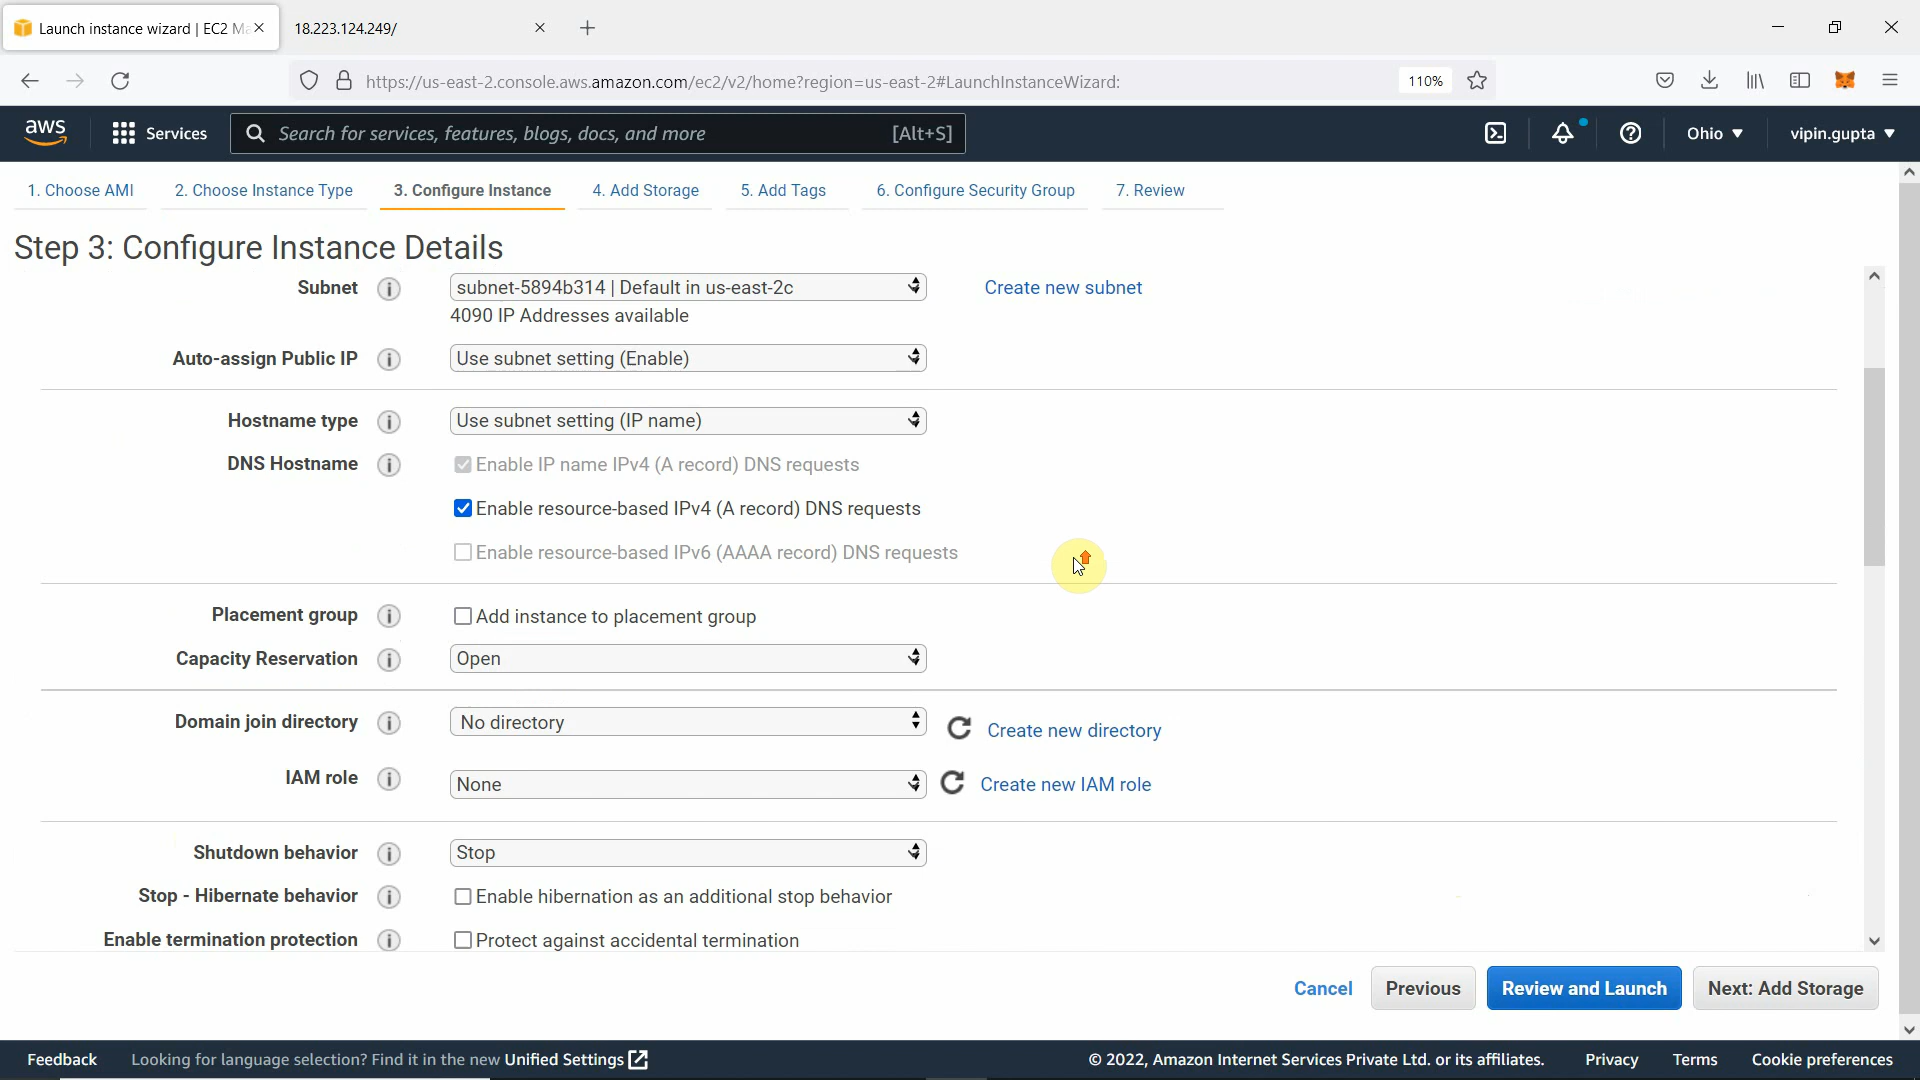 Launch instance wizard | EC2 Ma
18.223.124.249/
https://us-east-2.console.aws.amazon.com/ec2/v2/home?region=us-east-2#LaunchInstanceWizard:
110%
aws
Services
Search for services, features, blogs, docs, and more
[Alt+S]
Ohio
vipin.gupta
1. Choose AMI
2. Choose Instance Type
3. Configure Instance
4. Add Storage
5. Add Tags
6. Configure Security Group
7. Review
Step 3: Configure Instance Details
Subnet
subnet-5894b314 | Default in us-east-2c
Create new subnet
4090 IP Addresses available
Auto-assign Public IP
Use subnet setting (Enable)
Hostname type
Use subnet setting (IP name)
DNS Hostname
Enable IP name IPv4 (A record) DNS requests
Enable resource-based IPv4 (A record) DNS requests
Enable resource-based IPv6 (AAAA record) DNS requests
Placement group
Add instance to placement group
Capacity Reservation
Open
Domain join directory
No directory
Create new directory
IAM role
None
Create new IAM role
Shutdown behavior
Stop
Stop - Hibernate behavior
Enable hibernation as an additional stop behavior
Enable termination protection
Protect against accidental termination
Cancel
Previous
Review and Launch
Next: Add Storage
Feedback
Looking for language selection? Find it in the new Unified Settings
© 2022, Amazon Internet Services Private Ltd. or its affiliates.
Privacy
Terms
Cookie preferences